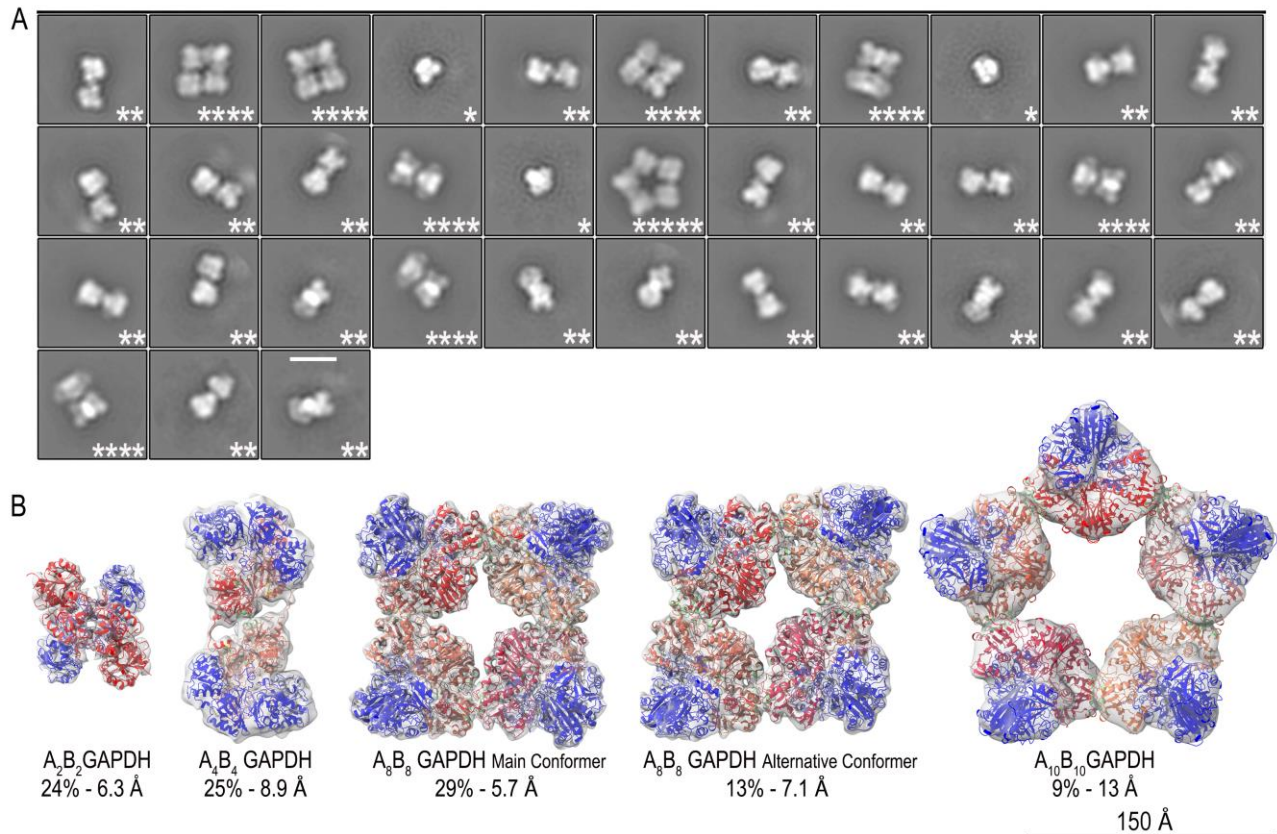 A
** **** **** * ** **** ** **** * ** **
** ** ** **** * ***** ** ** ** **** **
** ** ** **** ** ** ** ** ** ** **
**** ** **
B
A₂B₂GAPDH
24% - 6.3 Å
A₄B₄ GAPDH
25% - 8.9 Å
A₈B₈ GAPDH Main Conformer
29% - 5.7 Å
A₈B₈ GAPDH Alternative Conformer
13% - 7.1 Å
A₁₀B₁₀GAPDH
9% - 13 Å
150 Å